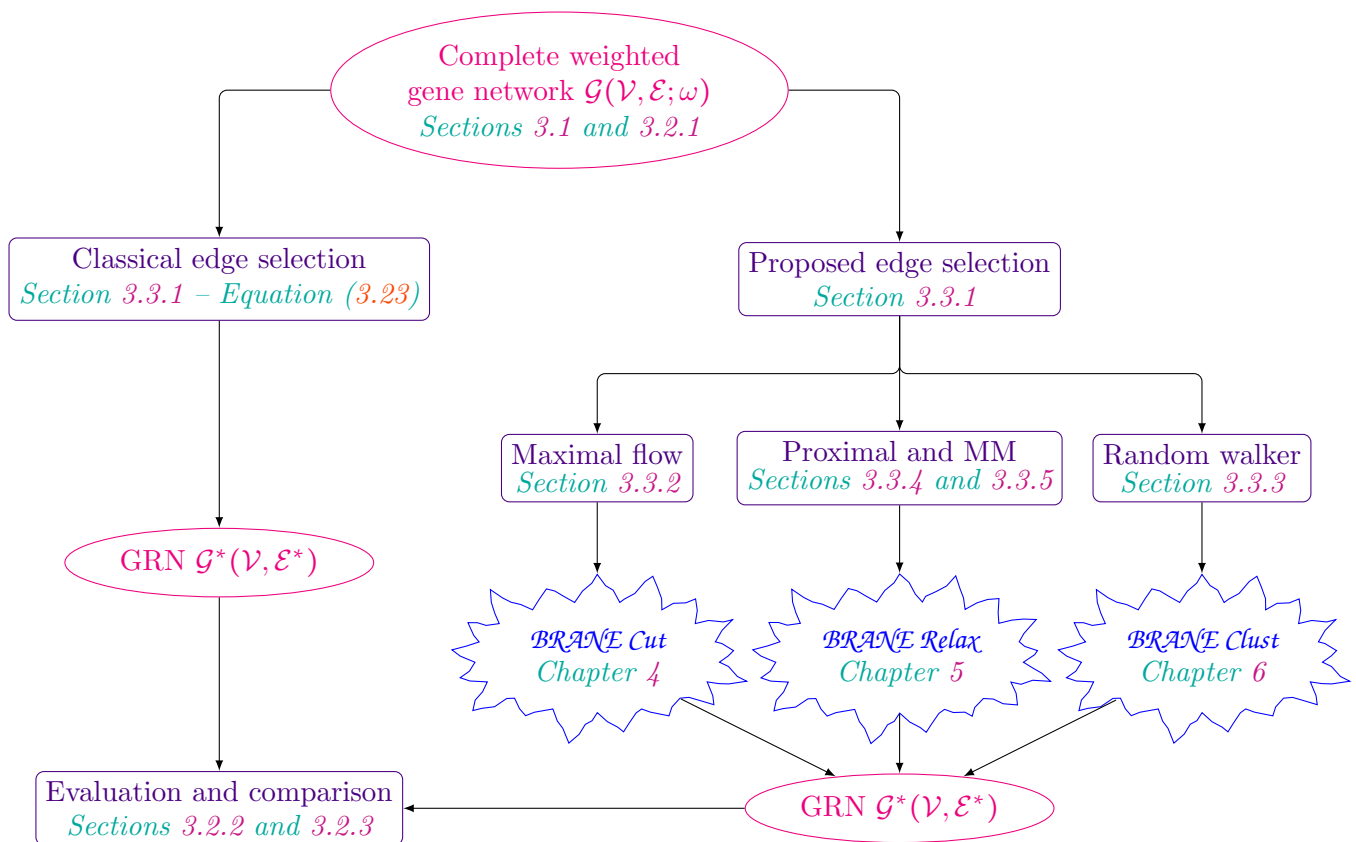 Complete weighted
gene network 𝒢(𝒱, ℰ; ω)
Sections 3.1 and 3.2.1
Classical edge selection
Section 3.3.1 – Equation (3.23)
Proposed edge selection
Section 3.3.1
Maximal flow
Section 3.3.2
Proximal and MM
Sections 3.3.4 and 3.3.5
Random walker
Section 3.3.3
GRN 𝒢*(𝒱, ℰ*)
BRANE Cut
Chapter 4
BRANE Relax
Chapter 5
BRANE Clust
Chapter 6
Evaluation and comparison
Sections 3.2.2 and 3.2.3
GRN 𝒢*(𝒱, ℰ*)